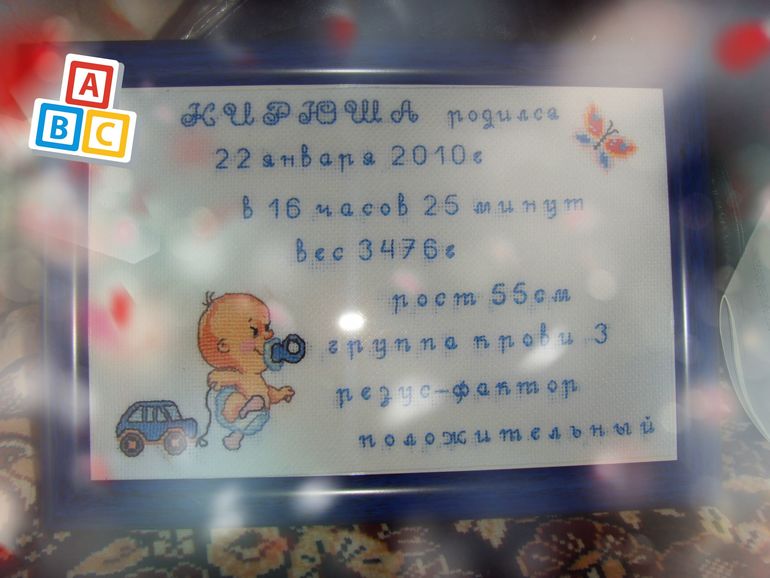 A
B C
КИРЮША родился
22 января 2010г
в 16 часов 25 минут
вес 3476г
рост 55см
группа крови 3
резус-фактор
положительный